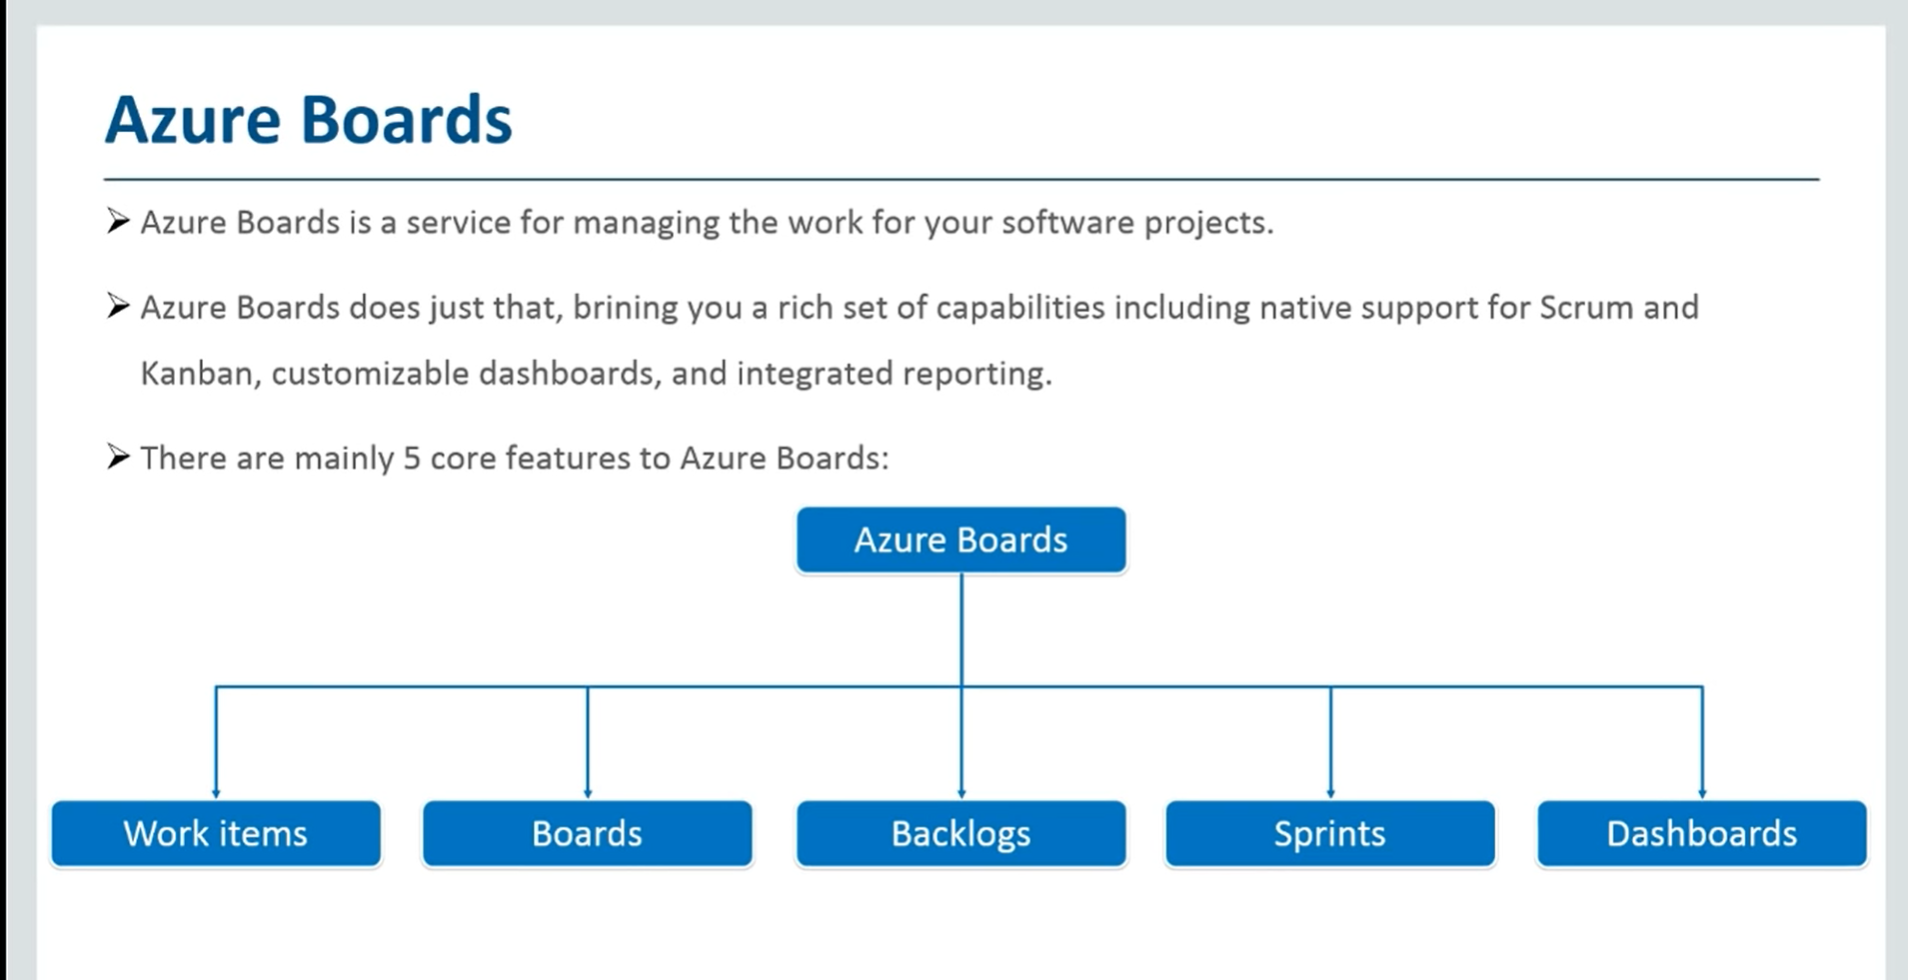 Azure Boards
Azure Boards is a service for managing the work for your software projects.
Azure Boards does just that, brining you a rich set of capabilities including native support for Scrum and
Kanban, customizable dashboards, and integrated reporting.
There are mainly 5 core features to Azure Boards:
Azure Boards
Work items
Boards
Backlogs
Sprints
Dashboards